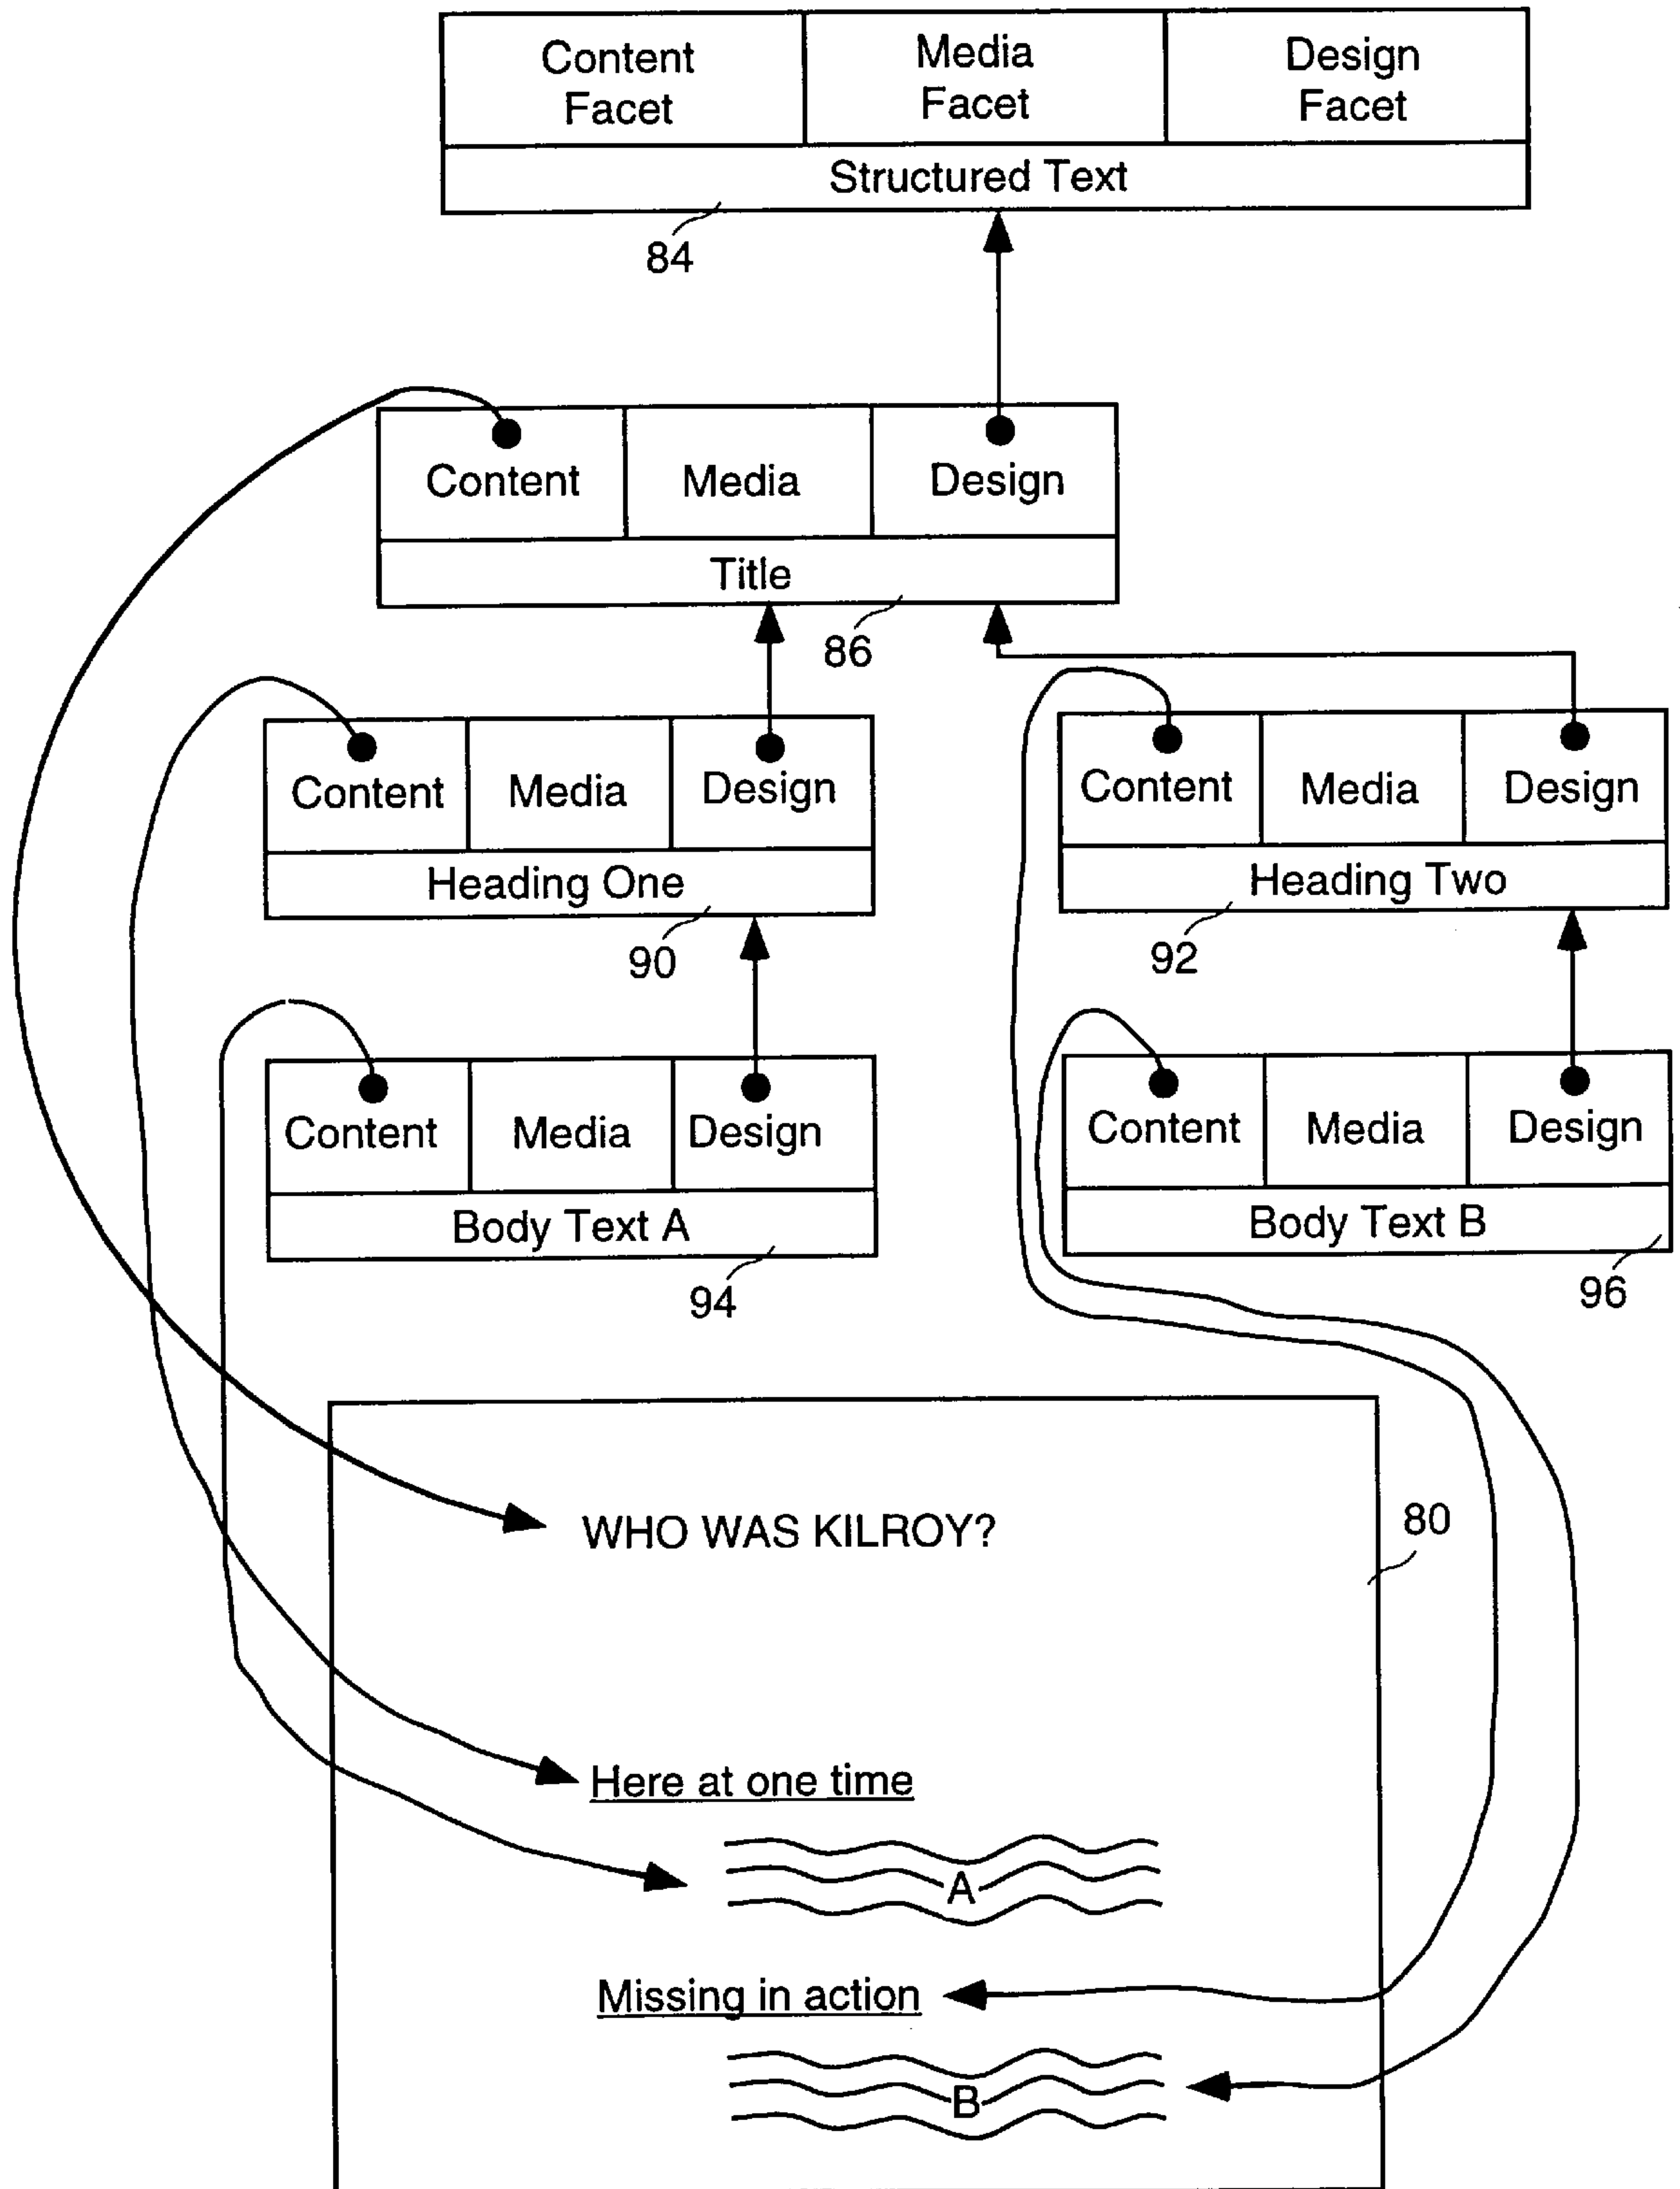 Content Facet
Media Facet
Design Facet
Structured Text
84
Content
Media
Design
Title
86
Content
Media
Design
Heading One
90
Content
Media
Design
Heading Two
92
Content
Media
Design
Body Text A
94
Content
Media
Design
Body Text B
96
WHO WAS KILROY?
80
Here at one time
A
Missing in action
B